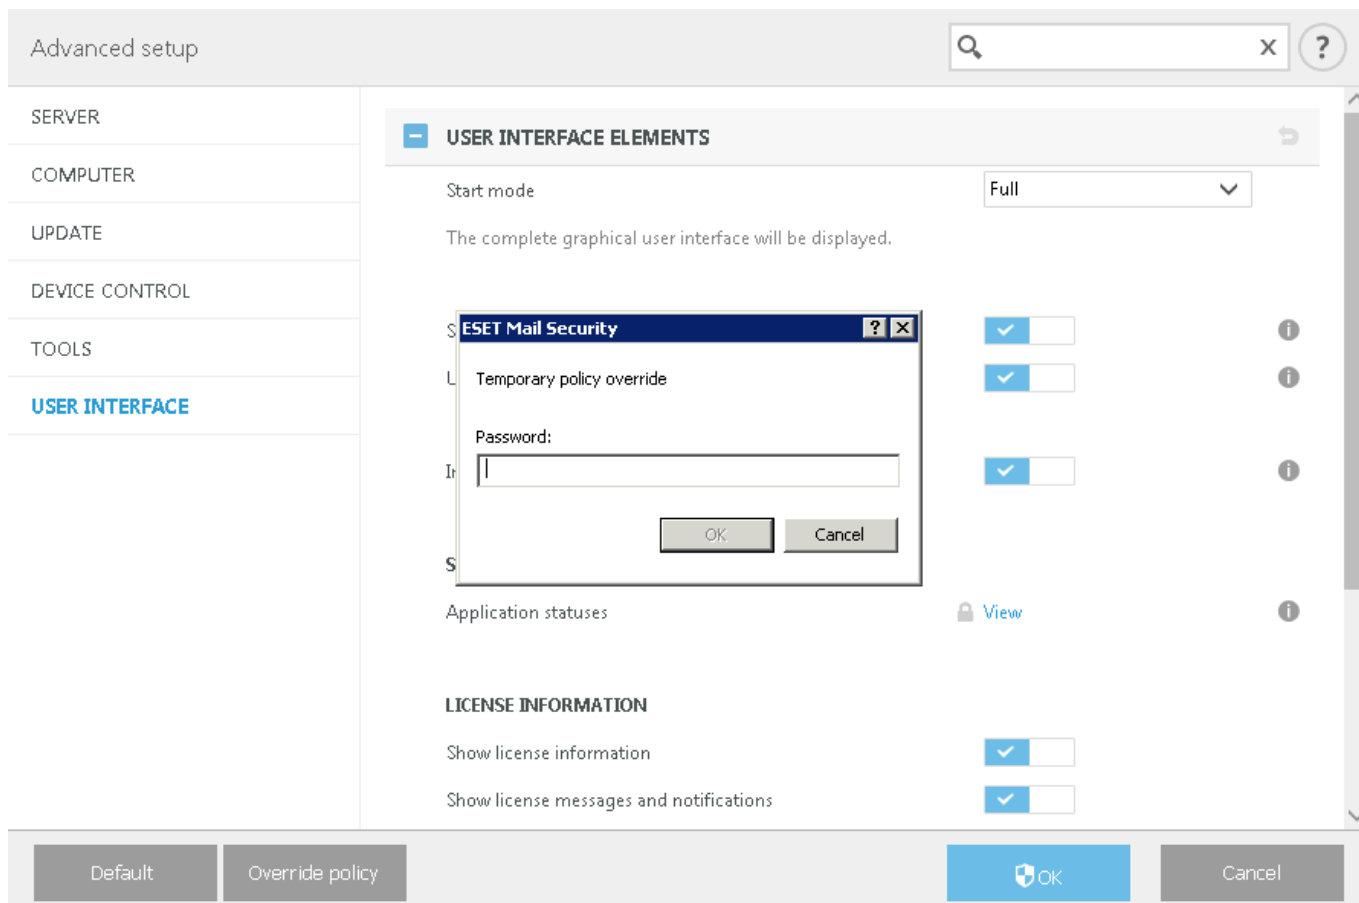 Advanced setup
?
SERVER
COMPUTER
UPDATE
DEVICE CONTROL
TOOLS
USER INTERFACE
USER INTERFACE ELEMENTS
Start mode Full
The complete graphical user interface will be displayed.
ESET Mail Security
Temporary policy override
Password:
OK Cancel
Application statuses View
LICENSE INFORMATION
Show license information
Show license messages and notifications
Default Override policy OK Cancel